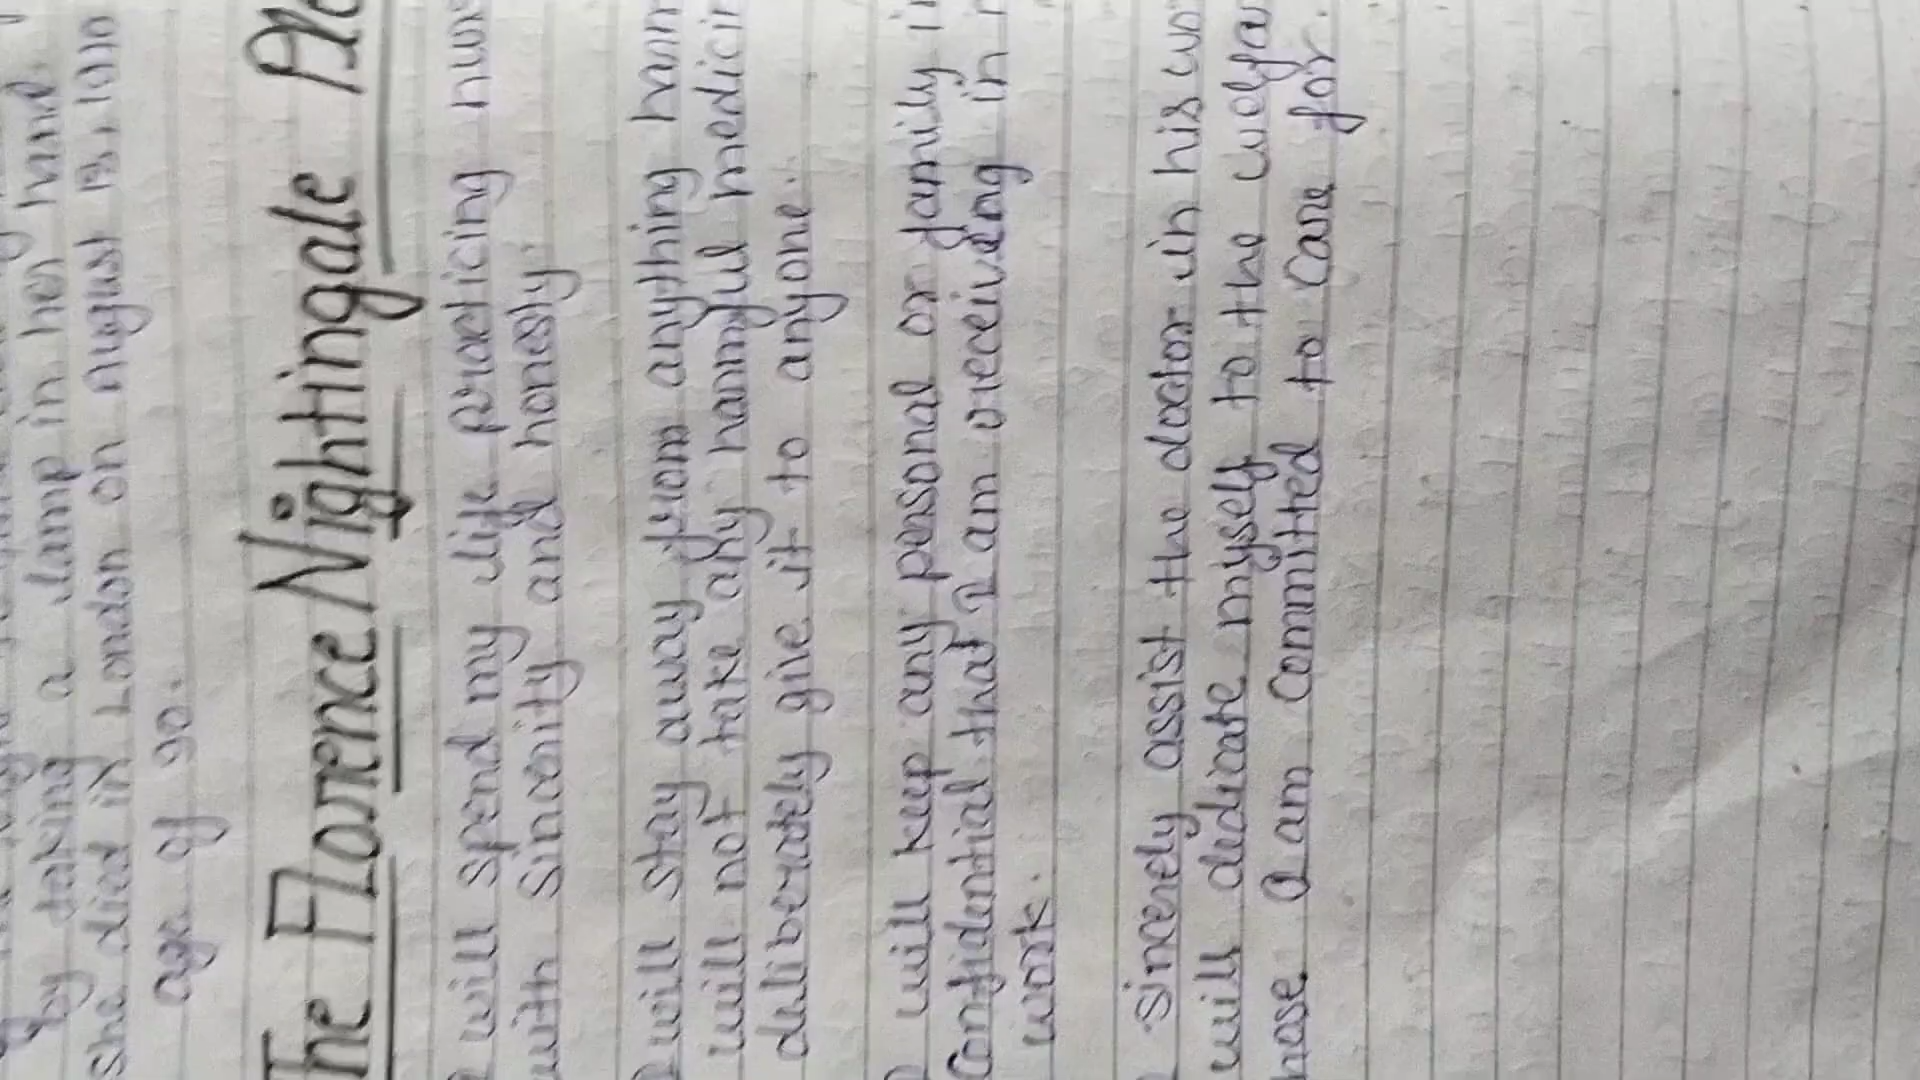 by taking a lamp in her hand.
she died in London on August 13, 1910
age of 90.
The Florence Nightingale
will spend my life practicing
with sincerity and honesty.
will stay away from anything
will not take any harmful
deliberately give it to anyone.
will keep any personal or family
Confidential that I am receiving in
work.
Sincerely assist the doctor in his
will dedicate myself to the
I am Committed to Care for.